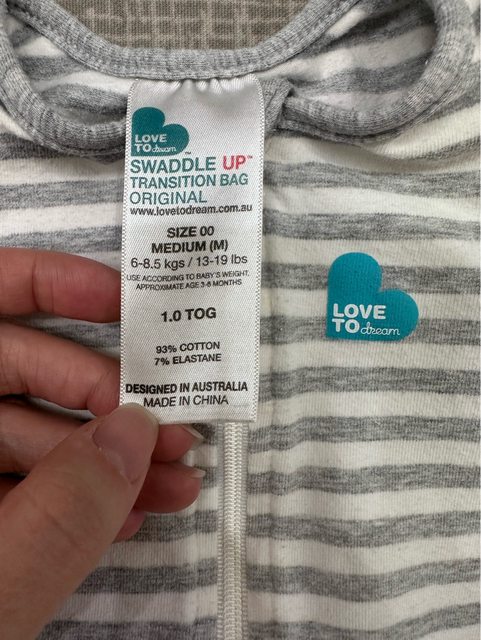 LOVE
TO dream™
SWADDLE UP™
TRANSITION BAG
ORIGINAL
www.lovetodream.com.au
SIZE 00
MEDIUM (M)
6-8.5 kgs / 13-19 lbs
USE ACCORDING TO BABY'S WEIGHT,
APPROXIMATE AGE 3-6 MONTHS
1.0 TOG
93% COTTON
7% ELASTANE
DESIGNED IN AUSTRALIA
MADE IN CHINA
LOVE
TO dream